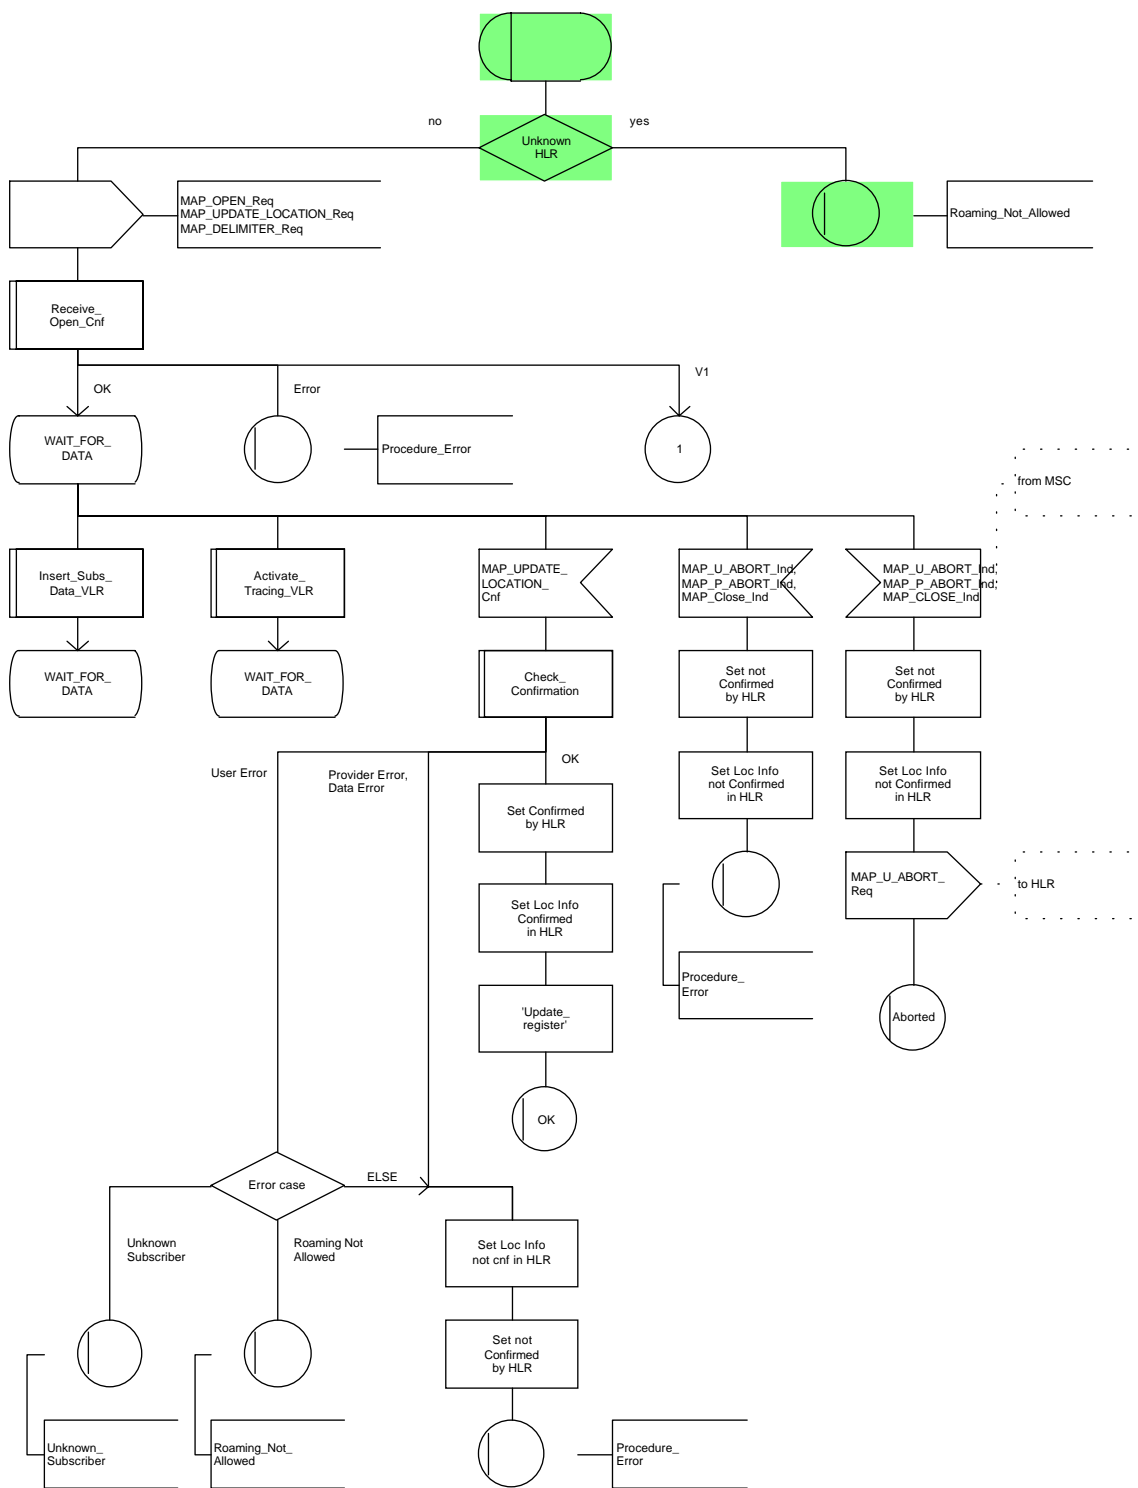 no
yes
Unknown
HLR
MAP_OPEN_Req
MAP_UPDATE_LOCATION_Req
MAP_DELIMITER_Req
Roaming_Not_Allowed
Receive_
Open_Cnf
OK
Error
V1
WAIT_FOR_
DATA
Procedure_Error
1
from MSC
Insert_Subs_
Data_VLR
Activate_
Tracing_VLR
MAP_UPDATE_
LOCATION_
Cnf
MAP_U_ABORT_Ind,
MAP_P_ABORT_Ind,
MAP_Close_Ind
MAP_U_ABORT_Ind,
MAP_P_ABORT_Ind,
MAP_CLOSE_Ind
WAIT_FOR_
DATA
WAIT_FOR_
DATA
Check_
Confirmation
Set not
Confirmed
by HLR
Set not
Confirmed
by HLR
User Error
Provider Error,
Data Error
OK
Set Confirmed
by HLR
Set Loc Info
not Confirmed
in HLR
Set Loc Info
not Confirmed
in HLR
MAP_U_ABORT_
Req
to HLR
Set Loc Info
Confirmed
in HLR
Procedure_
Error
'Update_
register'
Aborted
OK
Error case
ELSE
Unknown
Subscriber
Roaming Not
Allowed
Set Loc Info
not cnf in HLR
Set not
Confirmed
by HLR
Unknown_
Subscriber
Roaming_Not_
Allowed
Procedure_
Error